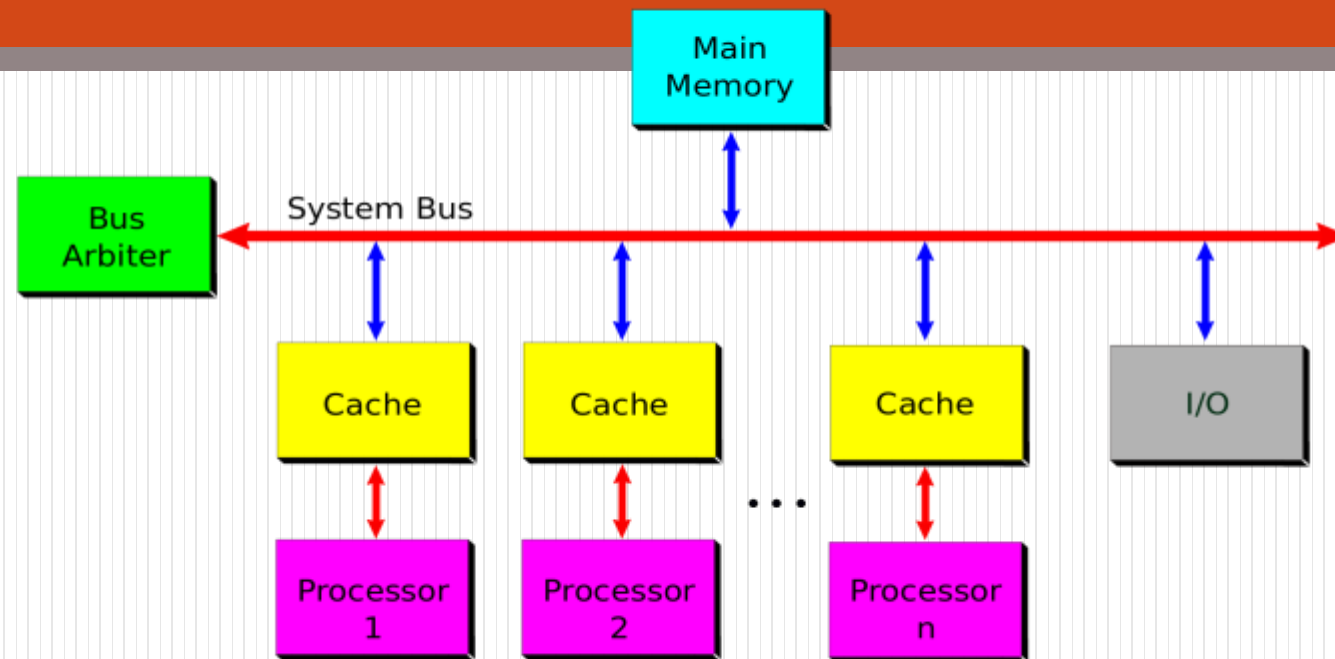 Main
Memory
Bus
Arbiter
System Bus
Cache
Cache
Cache
I/O
...
Processor
1
Processor
2
Processor
n